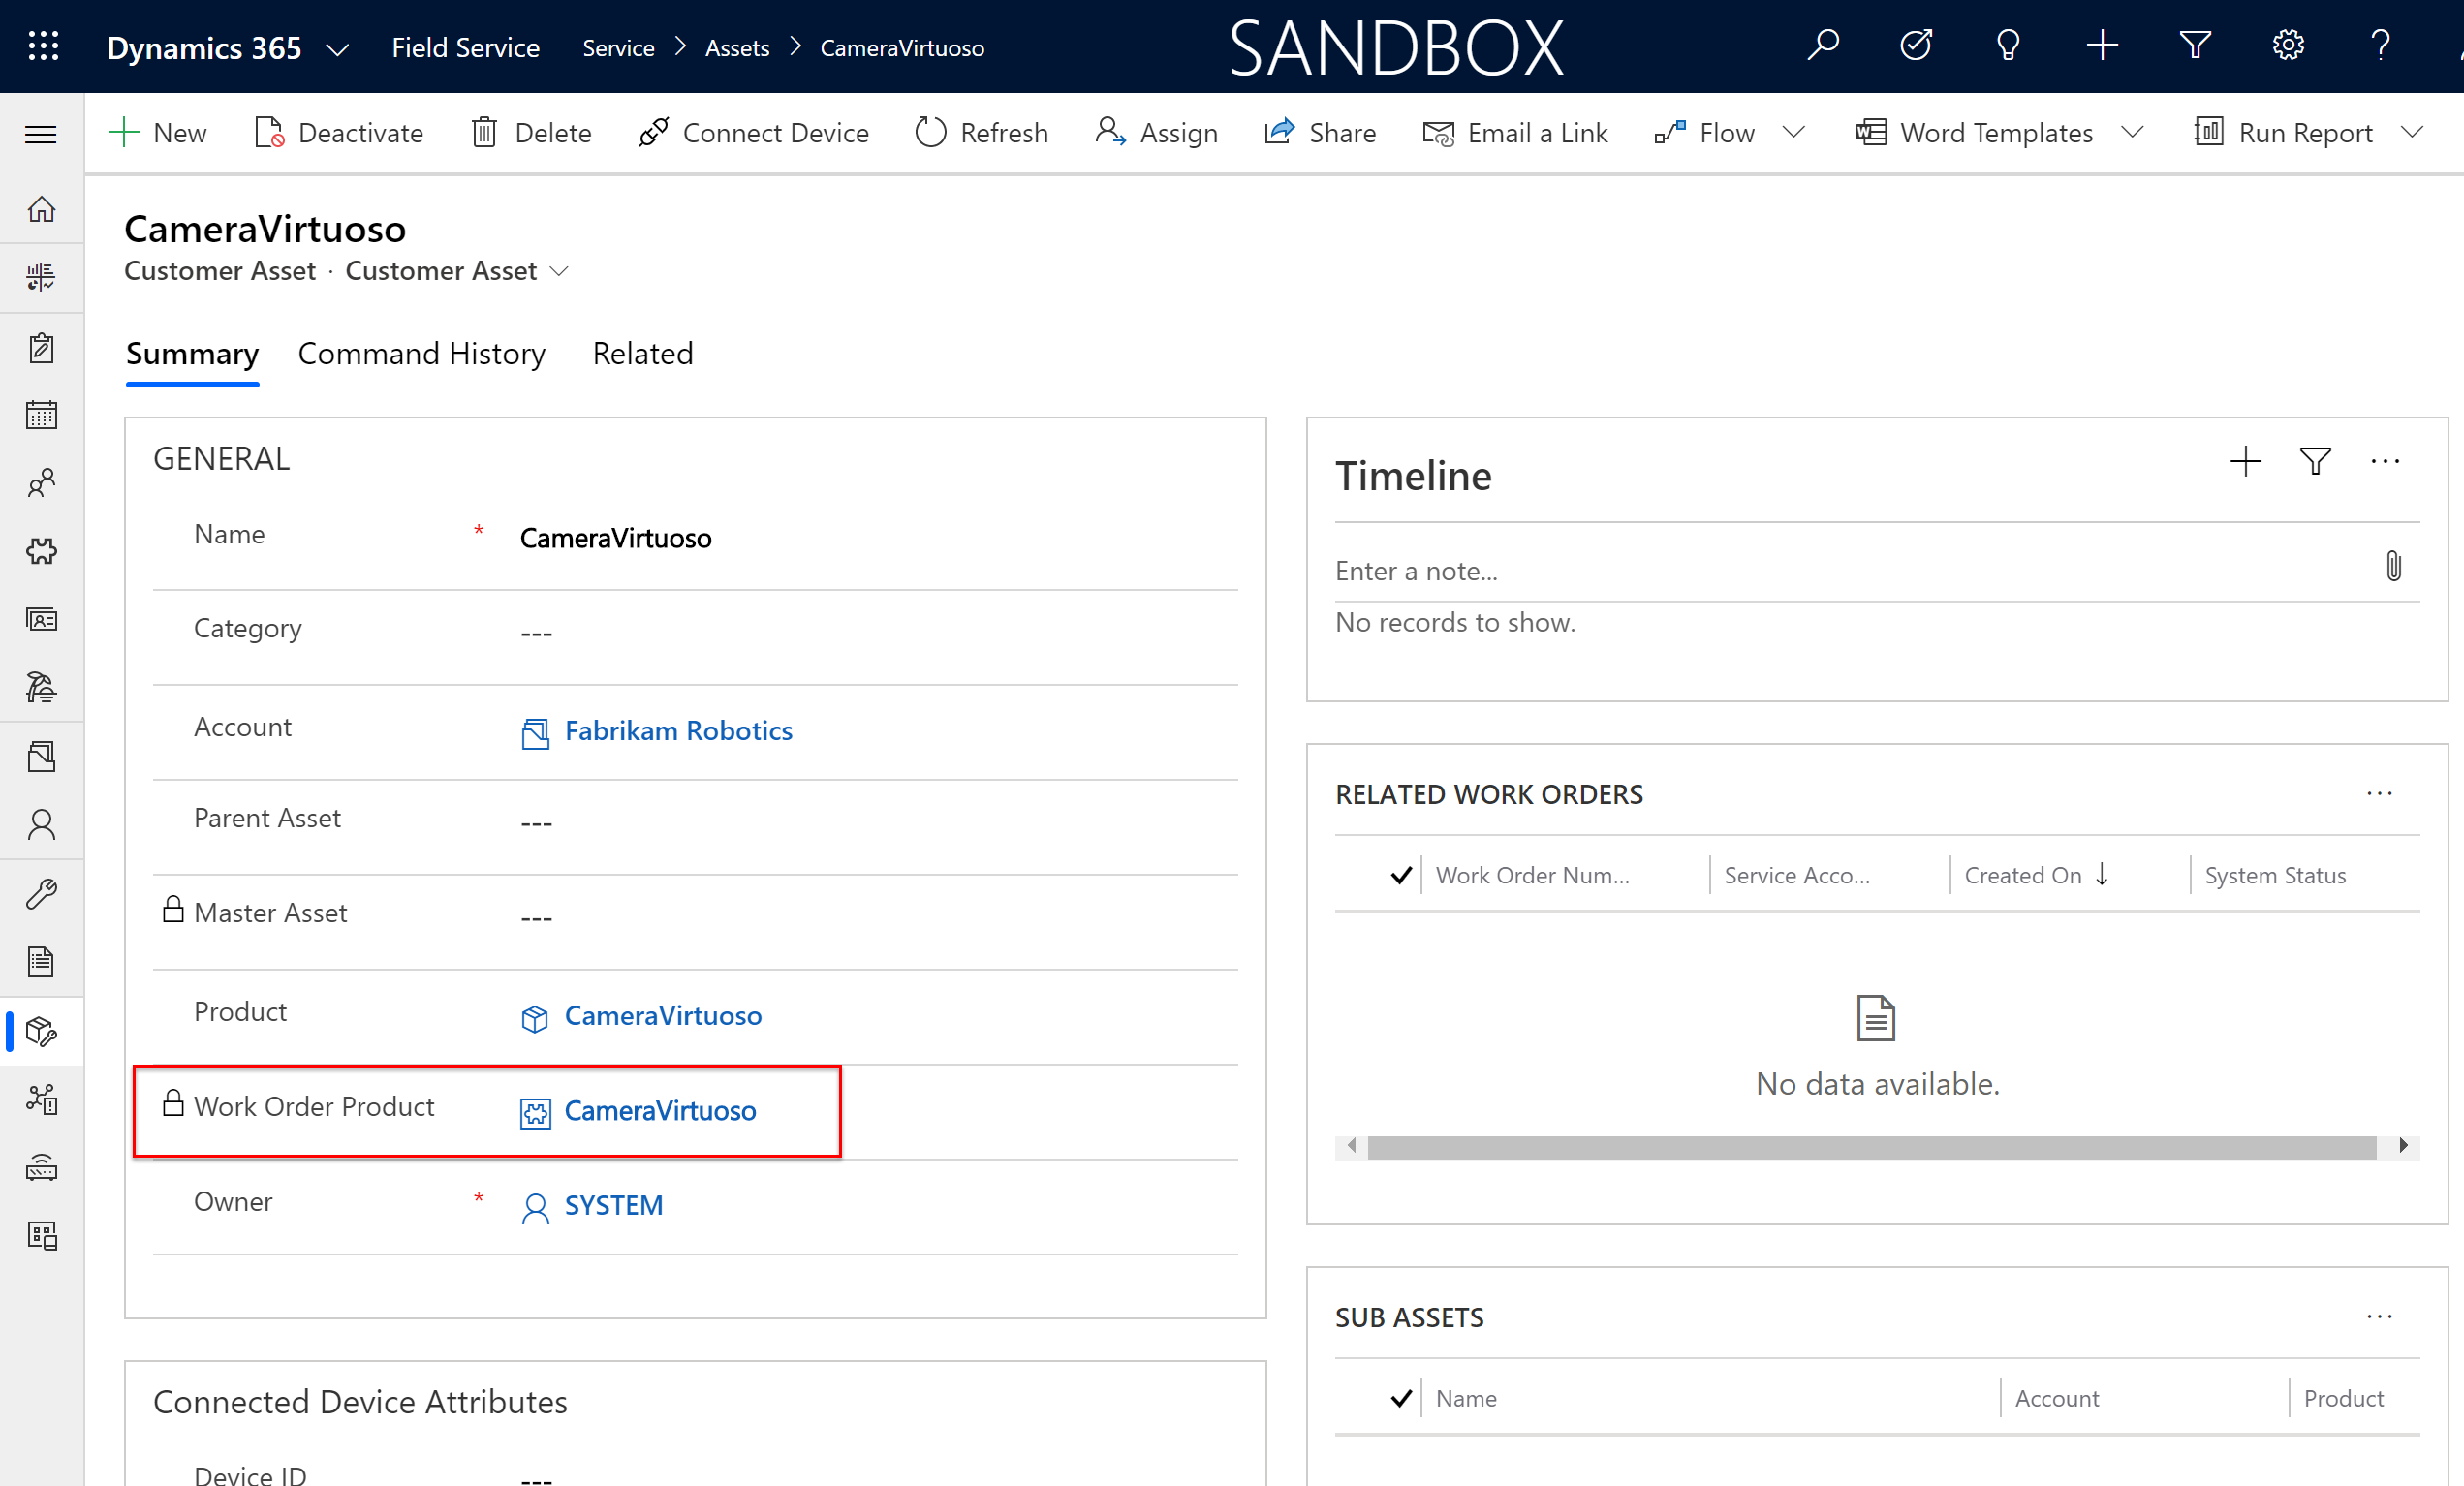 Dynamics 365 Field Service Service > Assets > CameraVirtuoso SANDBOX
New Deactivate Delete Connect Device Refresh Assign Share Email a Link Flow Word Templates Run Report
CameraVirtuoso
Customer Asset · Customer Asset
Summary Command History Related
GENERAL
Name * CameraVirtuoso
Category ---
Account Fabrikam Robotics
Parent Asset ---
Master Asset ---
Product CameraVirtuoso
Work Order Product CameraVirtuoso
Owner * SYSTEM
Connected Device Attributes
Device ID ---
Timeline
Enter a note...
No records to show.
RELATED WORK ORDERS
Work Order Num... Service Acco... Created On ↓ System Status
No data available.
SUB ASSETS
Name Account Product